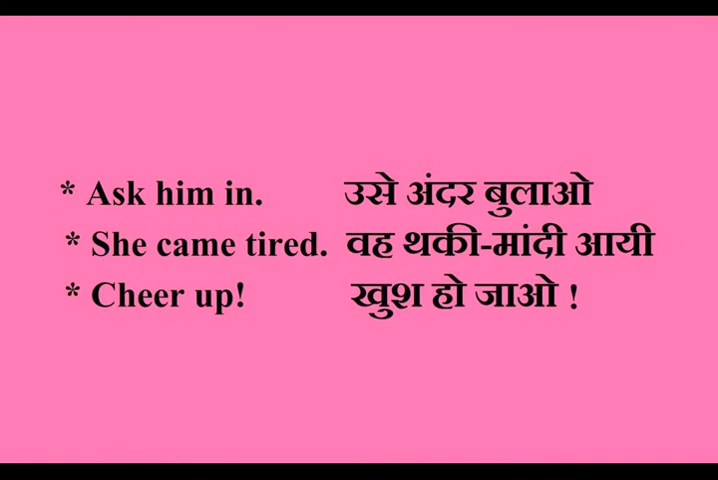 * Ask him in. उसे अंदर बुलाओ
* She came tired. वह थकी-मांदी आयी
* Cheer up! खुश हो जाओ !